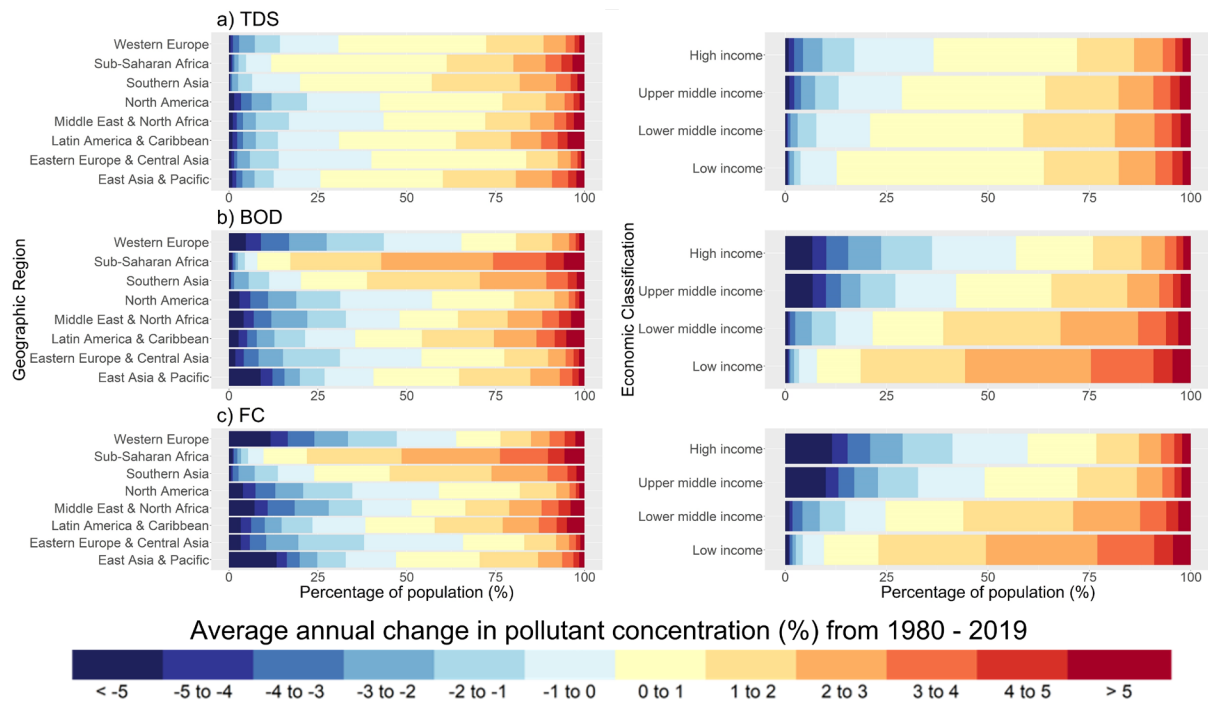 a) TDS
Western Europe
Sub-Saharan Africa
Southern Asia
North America
Middle East & North Africa
Latin America & Caribbean
Eastern Europe & Central Asia
East Asia & Pacific
0 25 50 75 100
High income
Upper middle income
Lower middle income
Low income
0 25 50 75 100
b) BOD
Geographic Region
Western Europe
Sub-Saharan Africa
Southern Asia
North America
Middle East & North Africa
Latin America & Caribbean
Eastern Europe & Central Asia
East Asia & Pacific
0 25 50 75 100
Economic Classification
High income
Upper middle income
Lower middle income
Low income
0 25 50 75 100
c) FC
Western Europe
Sub-Saharan Africa
Southern Asia
North America
Middle East & North Africa
Latin America & Caribbean
Eastern Europe & Central Asia
East Asia & Pacific
0 25 50 75 100
Percentage of population (%)
High income
Upper middle income
Lower middle income
Low income
0 25 50 75 100
Percentage of population (%)
Average annual change in pollutant concentration (%) from 1980 - 2019
< -5 -5 to -4 -4 to -3 -3 to -2 -2 to -1 -1 to 0 0 to 1 1 to 2 2 to 3 3 to 4 4 to 5 > 5